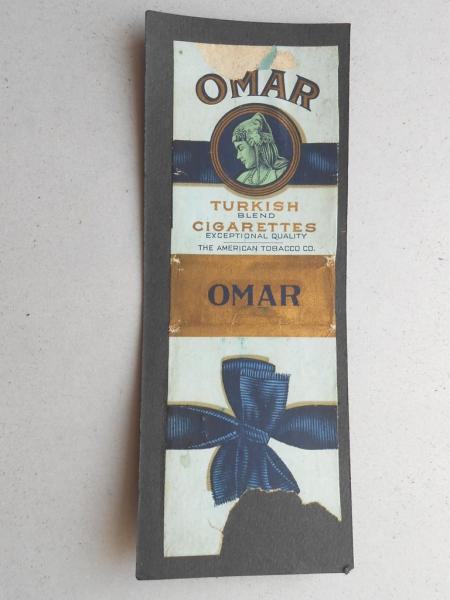 OMAR
TURKISH
BLEND
CIGARETTES
EXCEPTIONAL QUALITY
THE AMERICAN TOBACCO CO.
OMAR